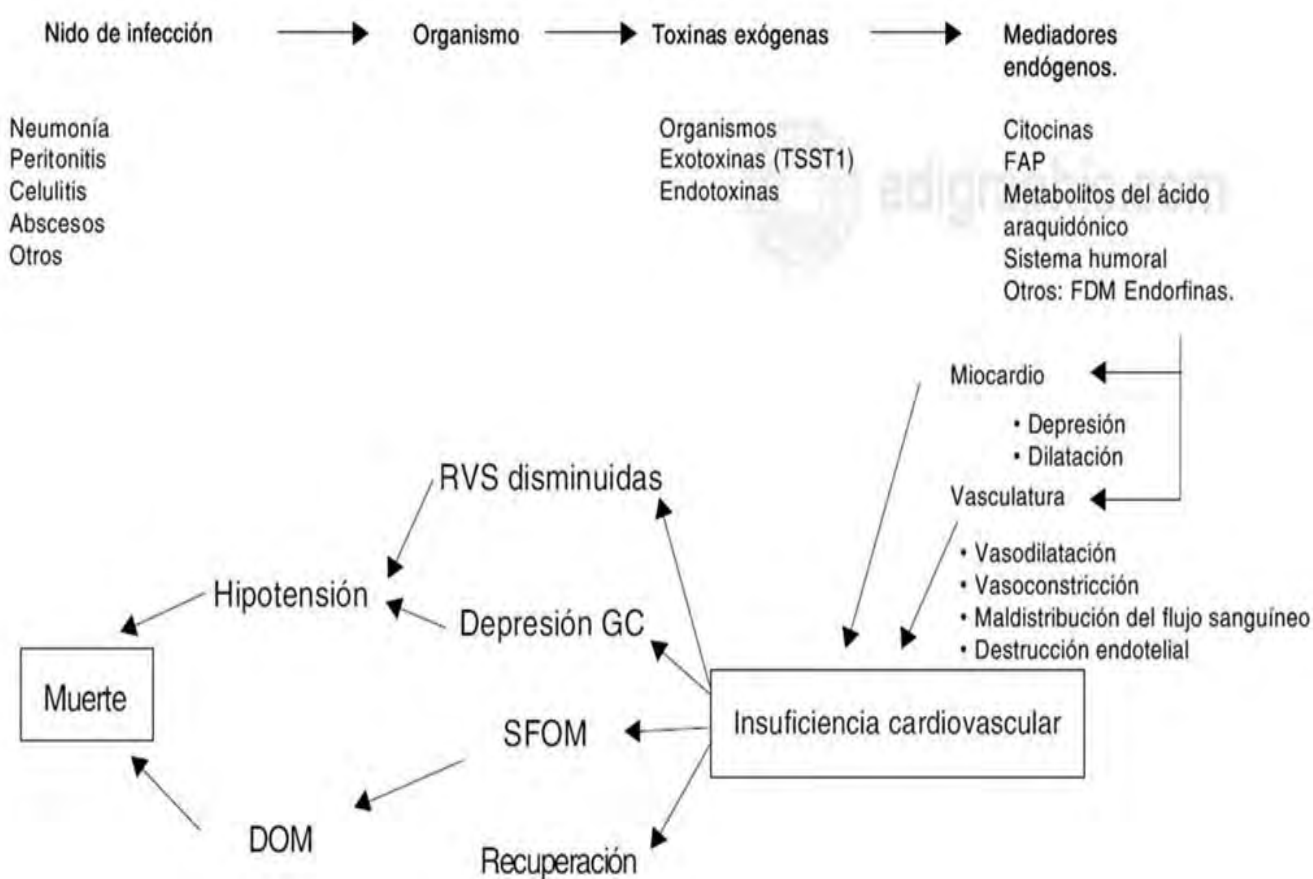 Nido de infección
Organismo
Toxinas exógenas
Mediadores
endógenos.
Neumonía
Peritonitis
Celulitis
Abscesos
Otros
Organismos
Exotoxinas (TSST1)
Endotoxinas
Citocinas
FAP
Metabolitos del ácido
araquidónico
Sistema humoral
Otros: FDM Endorfinas.
Miocardio
• Depresión
• Dilatación
Vasculatura
• Vasodilatación
• Vasoconstricción
• Maldistribución del flujo sanguíneo
• Destrucción endotelial
RVS disminuidas
Hipotensión
Depresión GC
Muerte
SFOM
Insuficiencia cardiovascular
DOM
Recuperación